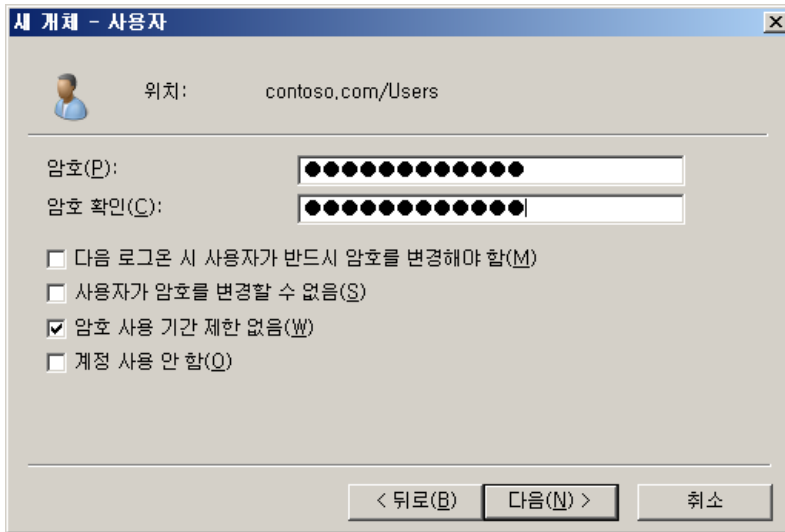 새 개체 - 사용자
위치: contoso.com/Users
암호(P): ●●●●●●●●●●●●
암호 확인(C): ●●●●●●●●●●●●
다음 로그온 시 사용자가 반드시 암호를 변경해야 함(M)
사용자가 암호를 변경할 수 없음(S)
암호 사용 기간 제한 없음(W)
계정 사용 안 함(O)
< 뒤로(B) 다음(N) > 취소